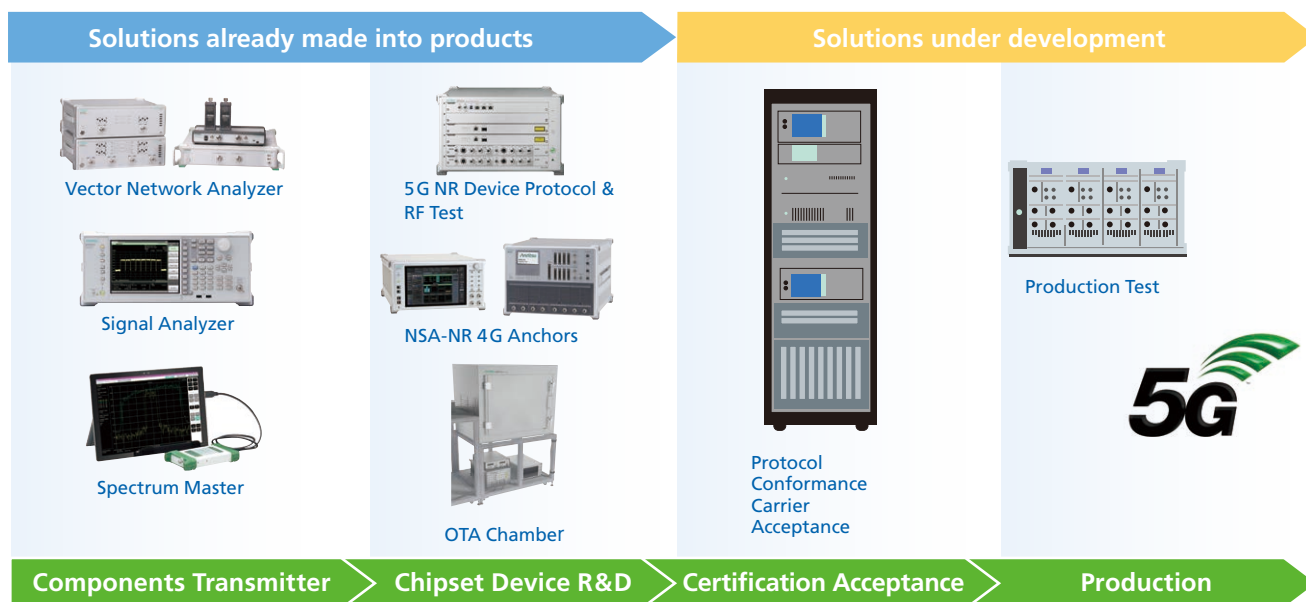 Solutions already made into products
Solutions under development
Vector Network Analyzer
Signal Analyzer
Spectrum Master
5G NR Device Protocol &
RF Test
NSA-NR 4G Anchors
OTA Chamber
Protocol
Conformance
Carrier
Acceptance
Production Test
5G
Components Transmitter
Chipset Device R&D
Certification Acceptance
Production